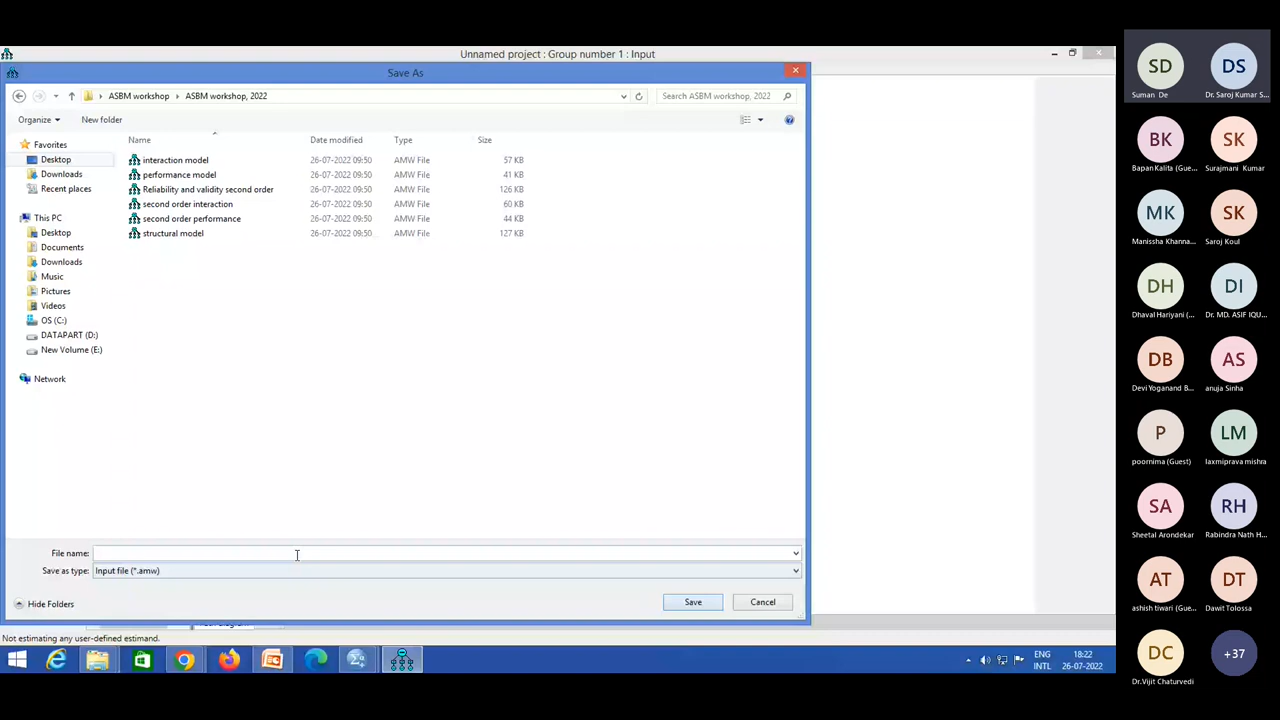 Unnamed project : Group number 1 : Input
Save As
ASBM workshop ASBM workshop, 2022
Search ASBM workshop, 2022
Organize New folder
Favorites
Desktop
Downloads
Recent places
This PC
Desktop
Documents
Downloads
Music
Pictures
Videos
OS (C:)
DATAPART (D:)
New Volume (E:)
Network
Name Date modified Type Size
interaction model 26-07-2022 09:50 AMW File 57 KB
performance model 26-07-2022 09:50 AMW File 41 KB
Reliability and validity second order 26-07-2022 09:50 AMW File 126 KB
second order interaction 26-07-2022 09:50 AMW File 60 KB
second order performance 26-07-2022 09:50 AMW File 44 KB
structural model 26-07-2022 09:50 AMW File 127 KB
File name:
Save as type: Input file (*.amw)
Hide Folders
Save Cancel
Not estimating any user-defined estimand.
ENG 18:22
INTL 26-07-2022
SD DS
Suman De Dr. Saroj Kumar S...
BK SK
Bapan Kalita (Gue... Surajmani Kumar
MK SK
Manissha Khanna... Saroj Koul
DH DI
Dhaval Hariyani (... Dr. MD. ASIF IQU...
DB AS
Devi Yoganand B... anuja Sinha
P LM
poornima (Guest) laxmiprava mishra
SA RH
Sheetal Arondekar Rabindra Nath H...
AT DT
ashish tiwari (Gue... Dawit Tolossa
DC +37
Dr.Vijit Chaturvedi